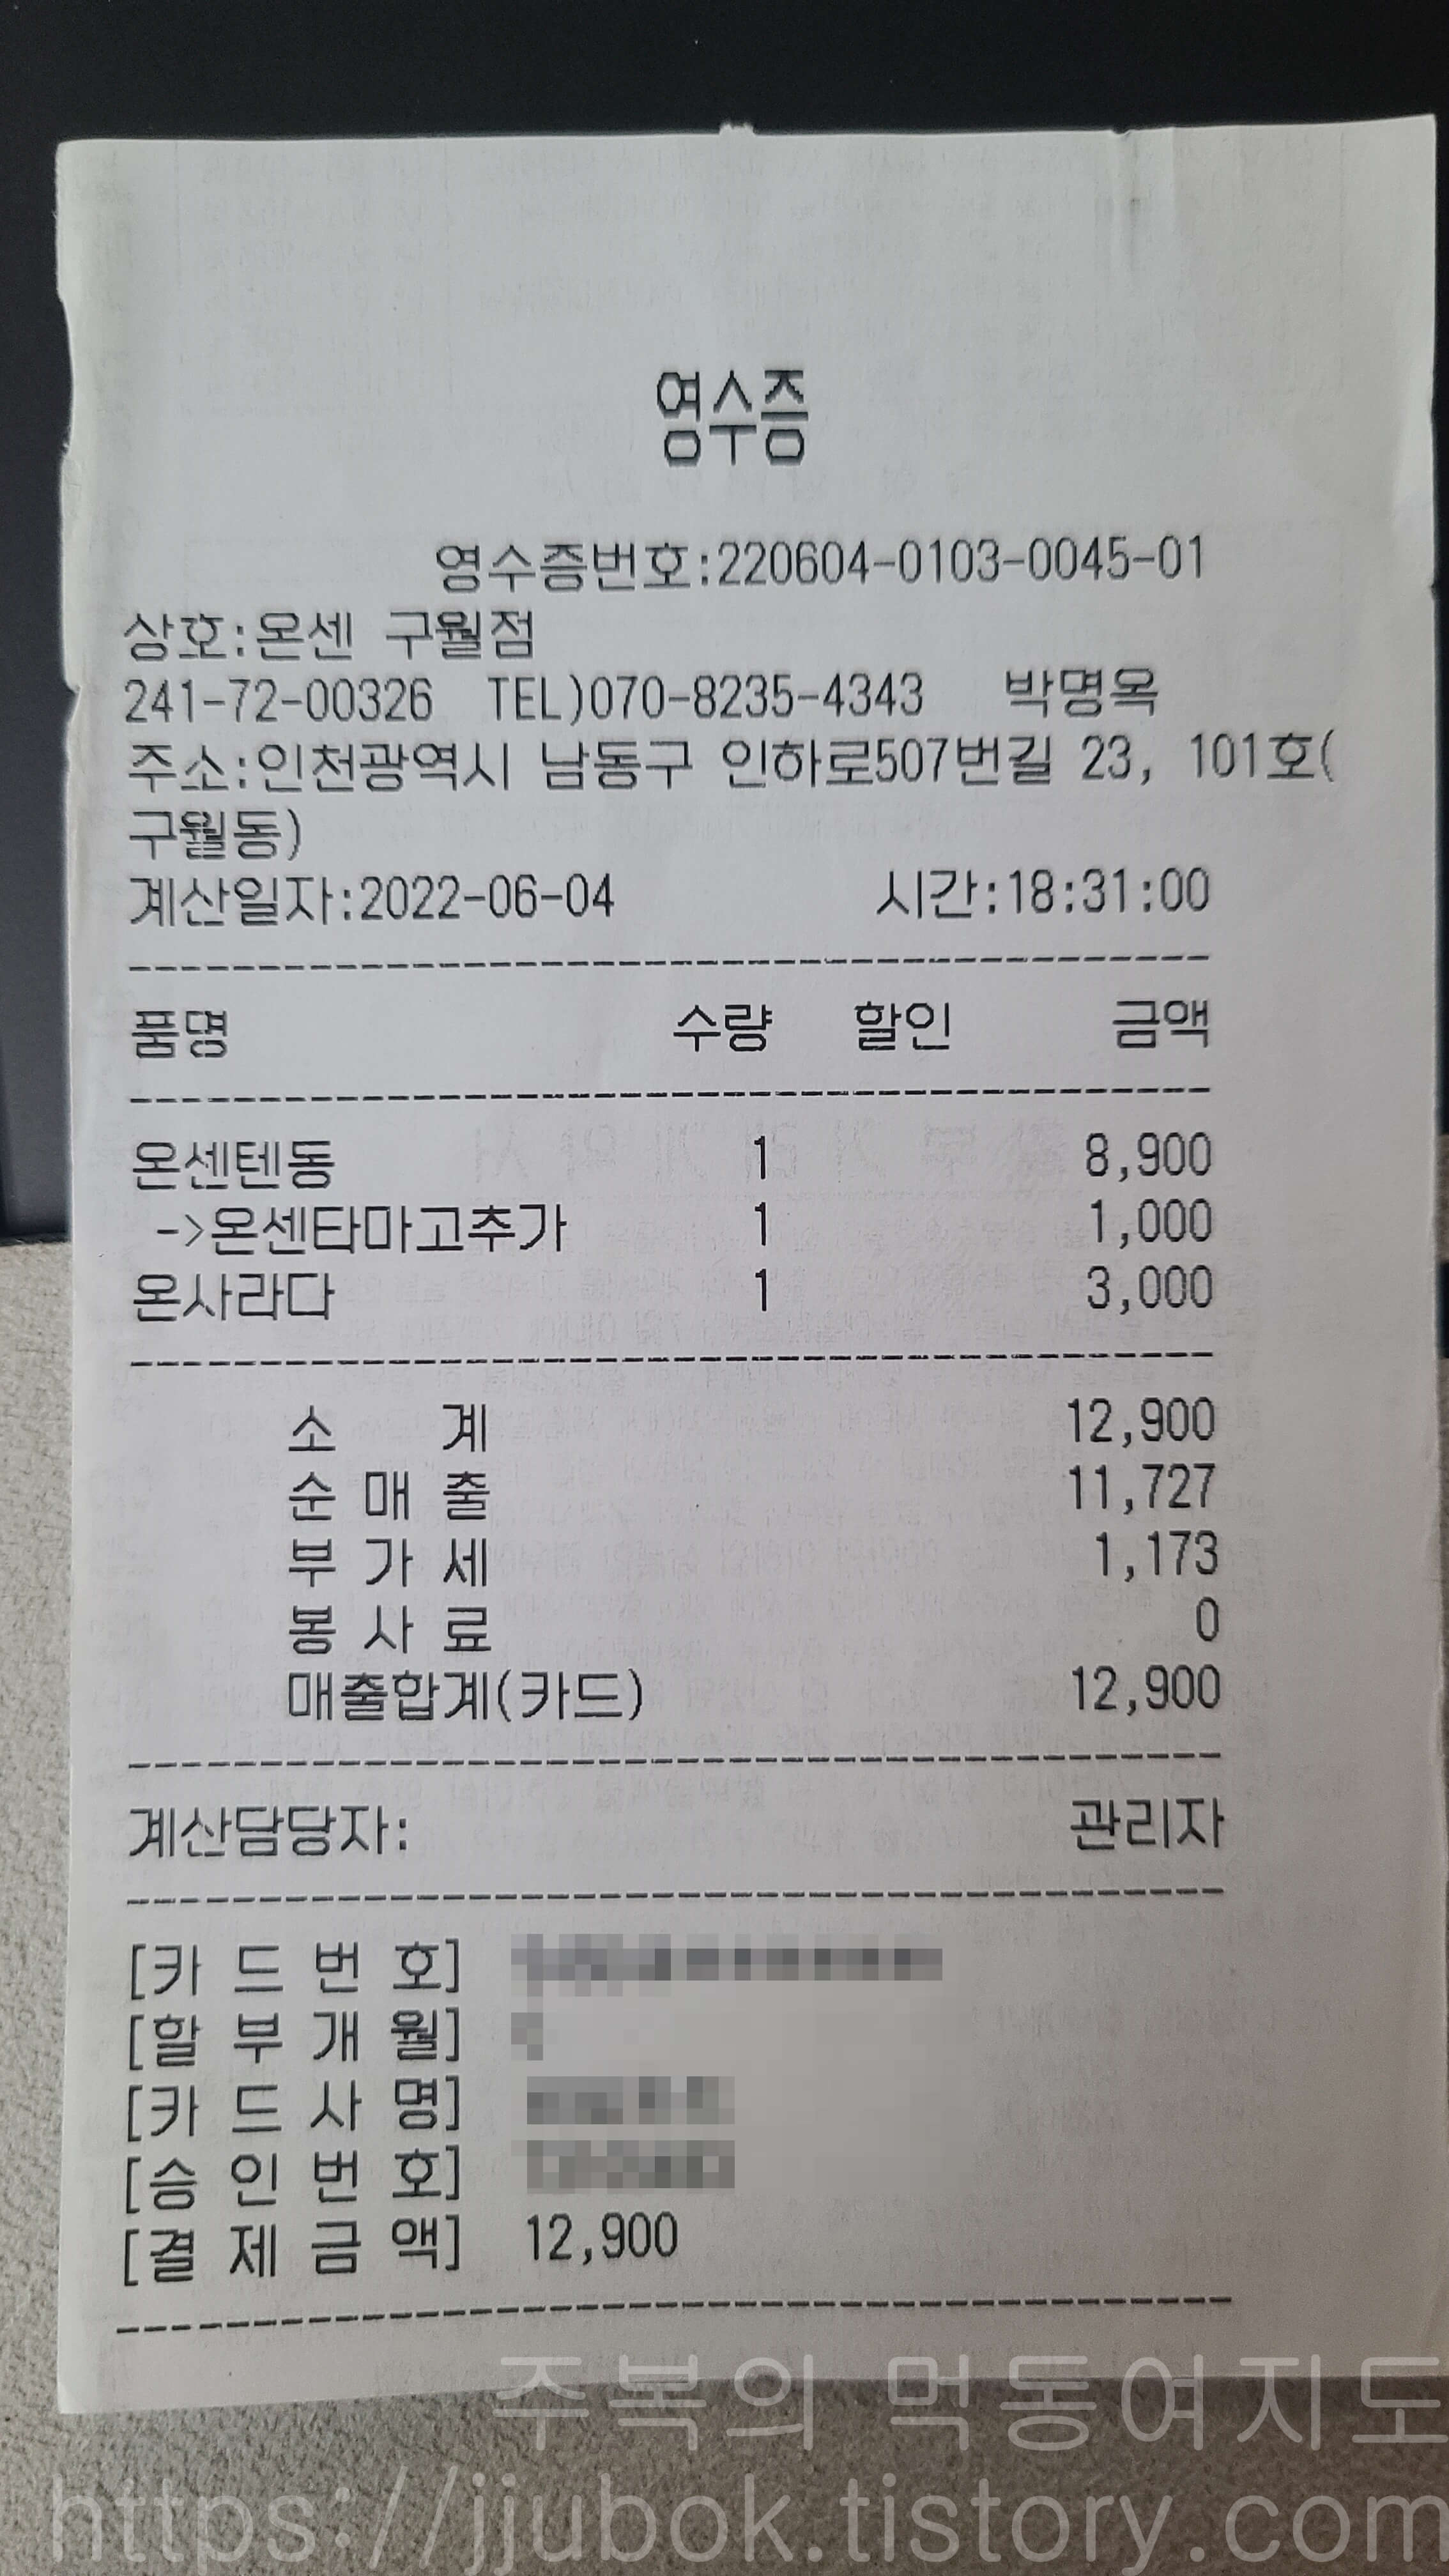 영수증
영수증번호:220604-0103-0045-01
상호:온센 구월점
241-72-00326 TEL)070-8235-4343 박명옥
주소:인천광역시 남동구 인하로507번길 23, 101호(
구월동)
계산일자:2022-06-04 시간:18:31:00
품명 수량 할인 금액
온센텐동 1 8,900
->온센타마고추가 1 1,000
온사라다 1 3,000
소 계 12,900
순 매 출 11,727
부 가 세 1,173
봉 사 료 0
매출합계(카드) 12,900
계산담당자: 관리자
[카 드 번 호]
[할 부 개 월]
[카 드 사 명]
[승 인 번 호]
[결 제 금 액] 12,900
주복의 먹동여지도
https://jjubok.tistory.com